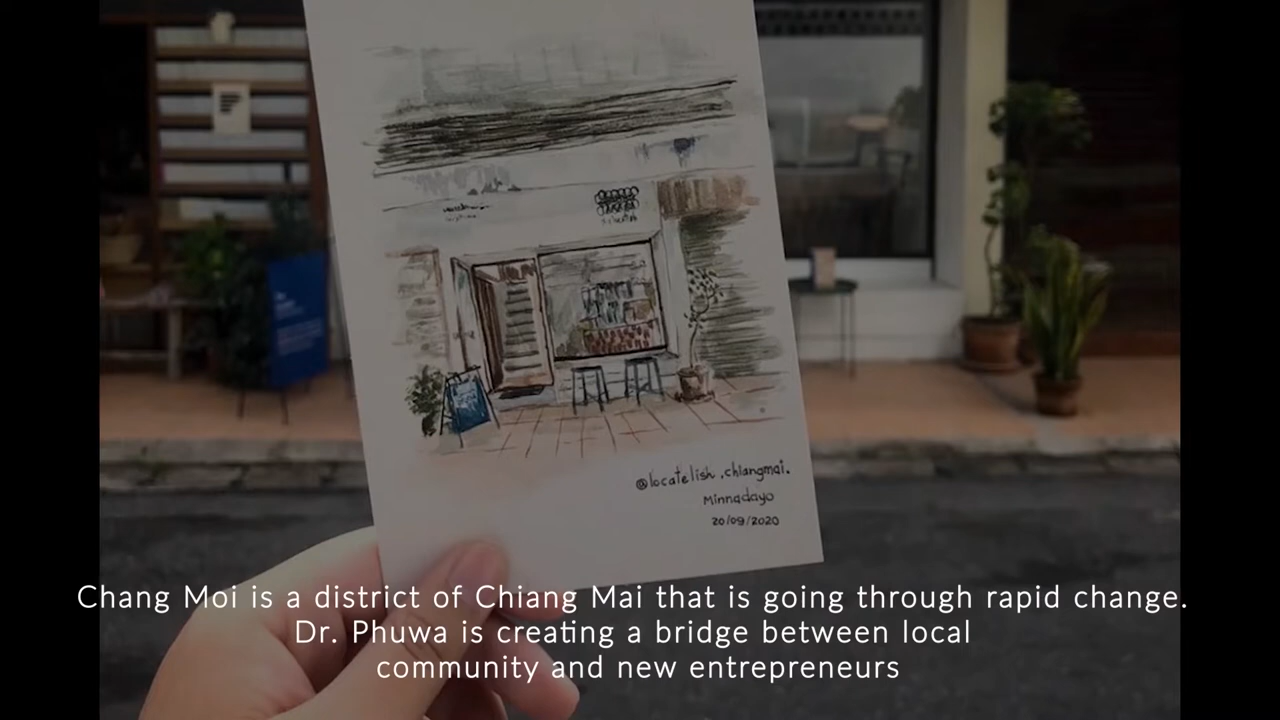 @locatelish.chiangmai.
Minnadayo
20/09/2020
Chang Moi is a district of Chiang Mai that is going through rapid change.
Dr. Phuwa is creating a bridge between local
community and new entrepreneurs